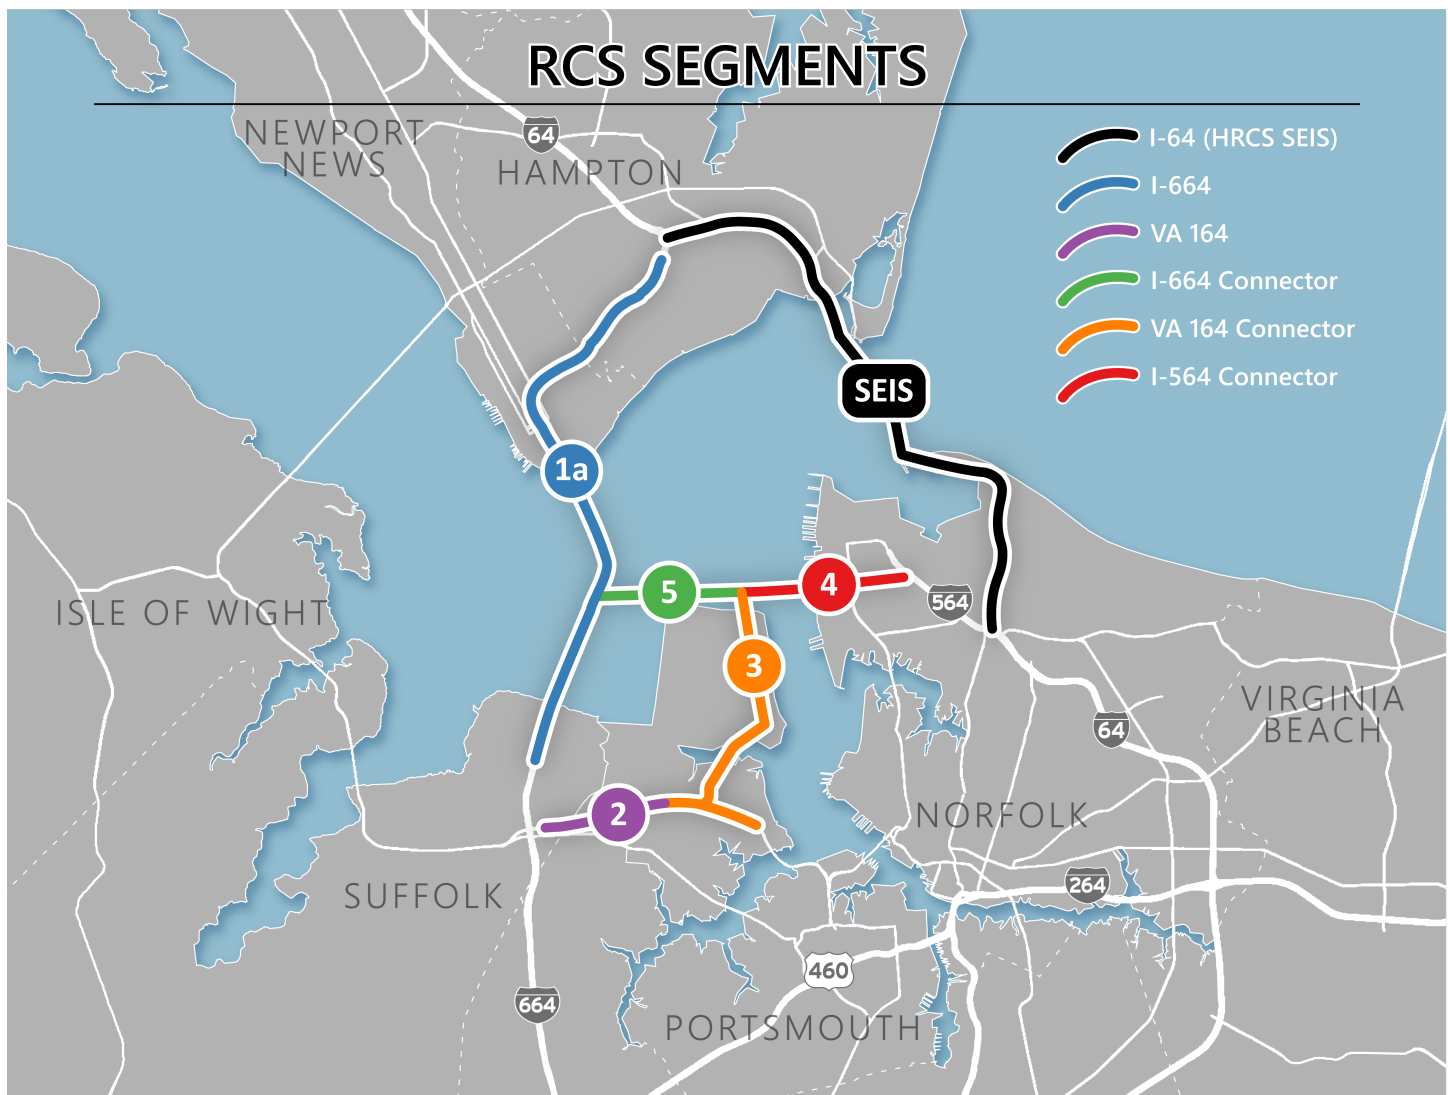 RCS SEGMENTS
NEWPORT
NEWS
64
HAMPTON
I-64 (HRCS SEIS)
I-664
VA 164
I-664 Connector
VA 164 Connector
I-564 Connector
SEIS
1a
5
4
564
ISLE OF WIGHT
3
VIRGINIA
BEACH
64
2
NORFOLK
SUFFOLK
264
460
664
PORTSMOUTH